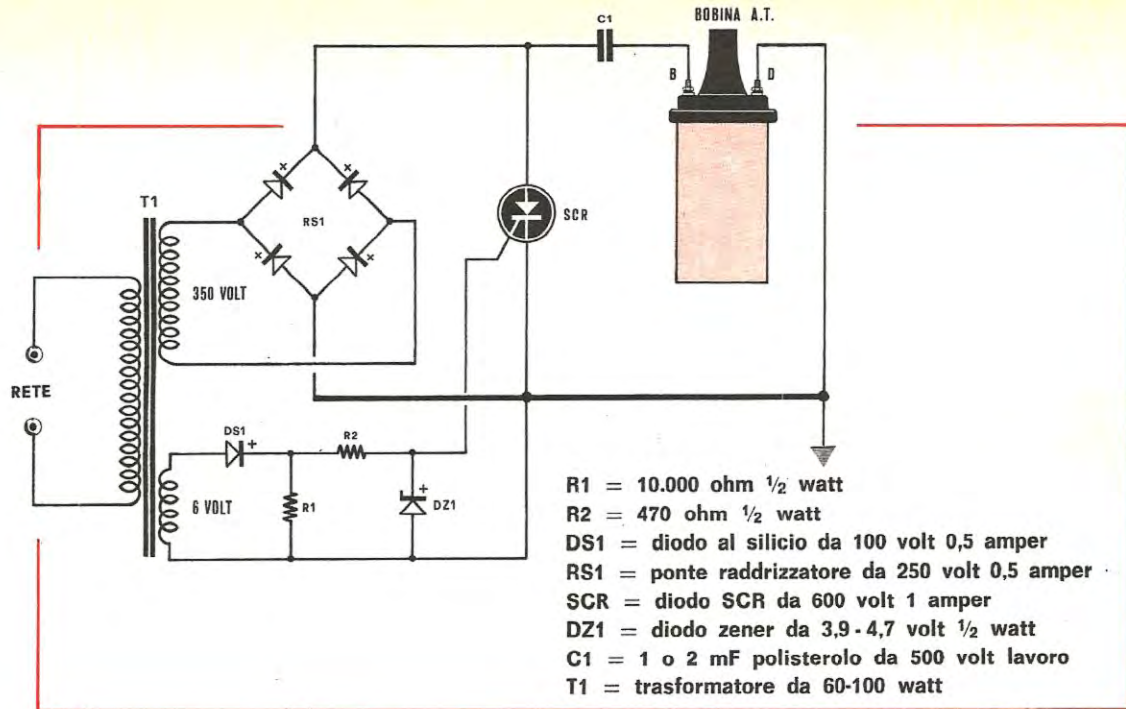 C1
BOBINA A.T.
B
D
T1
RS1
SCR
350 VOLT
RETE
DS1
+
R2
6 VOLT
R1
+
DZ1
R1 = 10.000 ohm ½ watt
R2 = 470 ohm ½ watt
DS1 = diodo al silicio da 100 volt 0,5 amper
RS1 = ponte raddrizzatore da 250 volt 0,5 amper
SCR = diodo SCR da 600 volt 1 amper
DZ1 = diodo zener da 3,9 - 4,7 volt ½ watt
C1 = 1 o 2 mF polisterolo da 500 volt lavoro
T1 = trasformatore da 60-100 watt